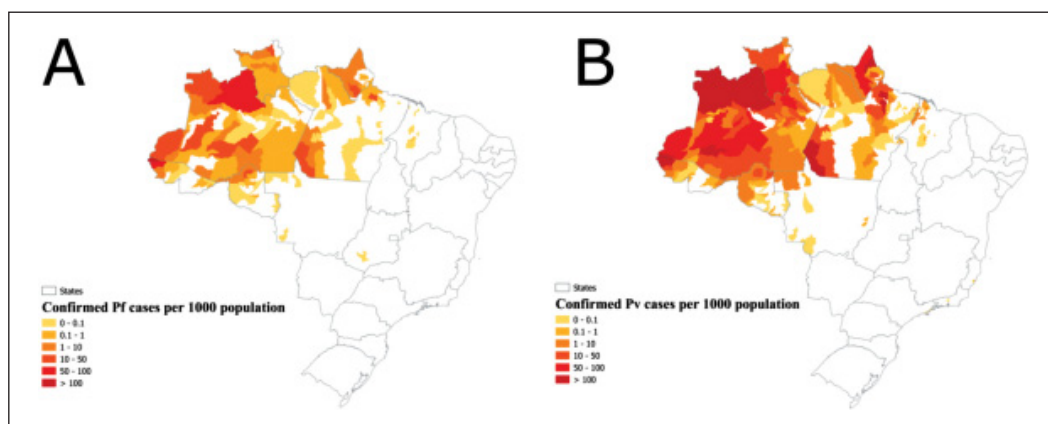 A
B
States
Confirmed Pf cases per 1000 population
0 - 0.1
0.1 - 1
1 - 10
10 - 50
50 - 100
> 100
States
Confirmed Pv cases per 1000 population
0 - 0.1
0.1 - 1
1 - 10
10 - 50
50 - 100
> 100